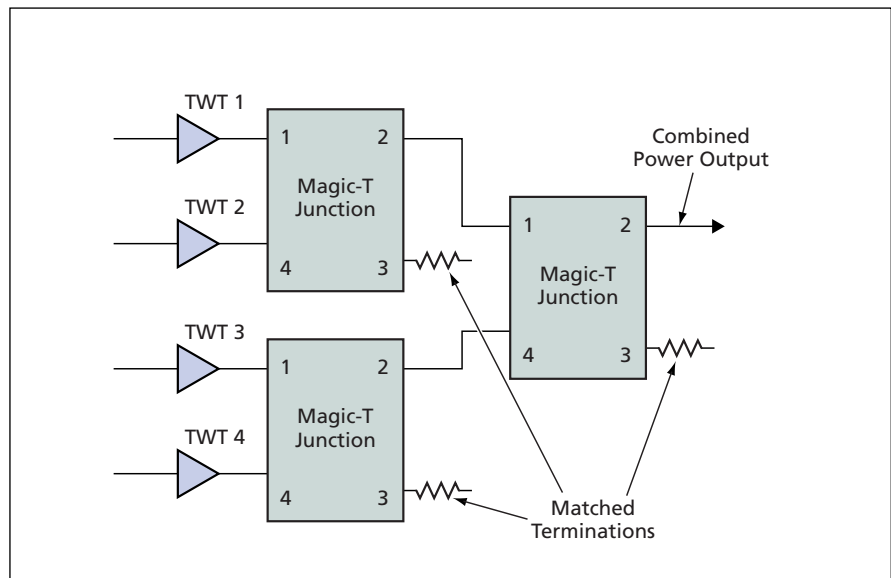 TWT 1
1 2
Magic-T
Junction
TWT 2
4 3
Combined
Power Output
1 2
Magic-T
Junction
4 3
TWT 3
1 2
Magic-T
Junction
TWT 4
4 3
Matched
Terminations